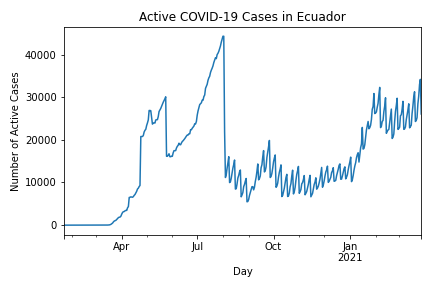 Active COVID-19 Cases in Ecuador
Number of Active Cases
40000
30000
20000
10000
0
Apr
Jul
Oct
Jan
2021
Day